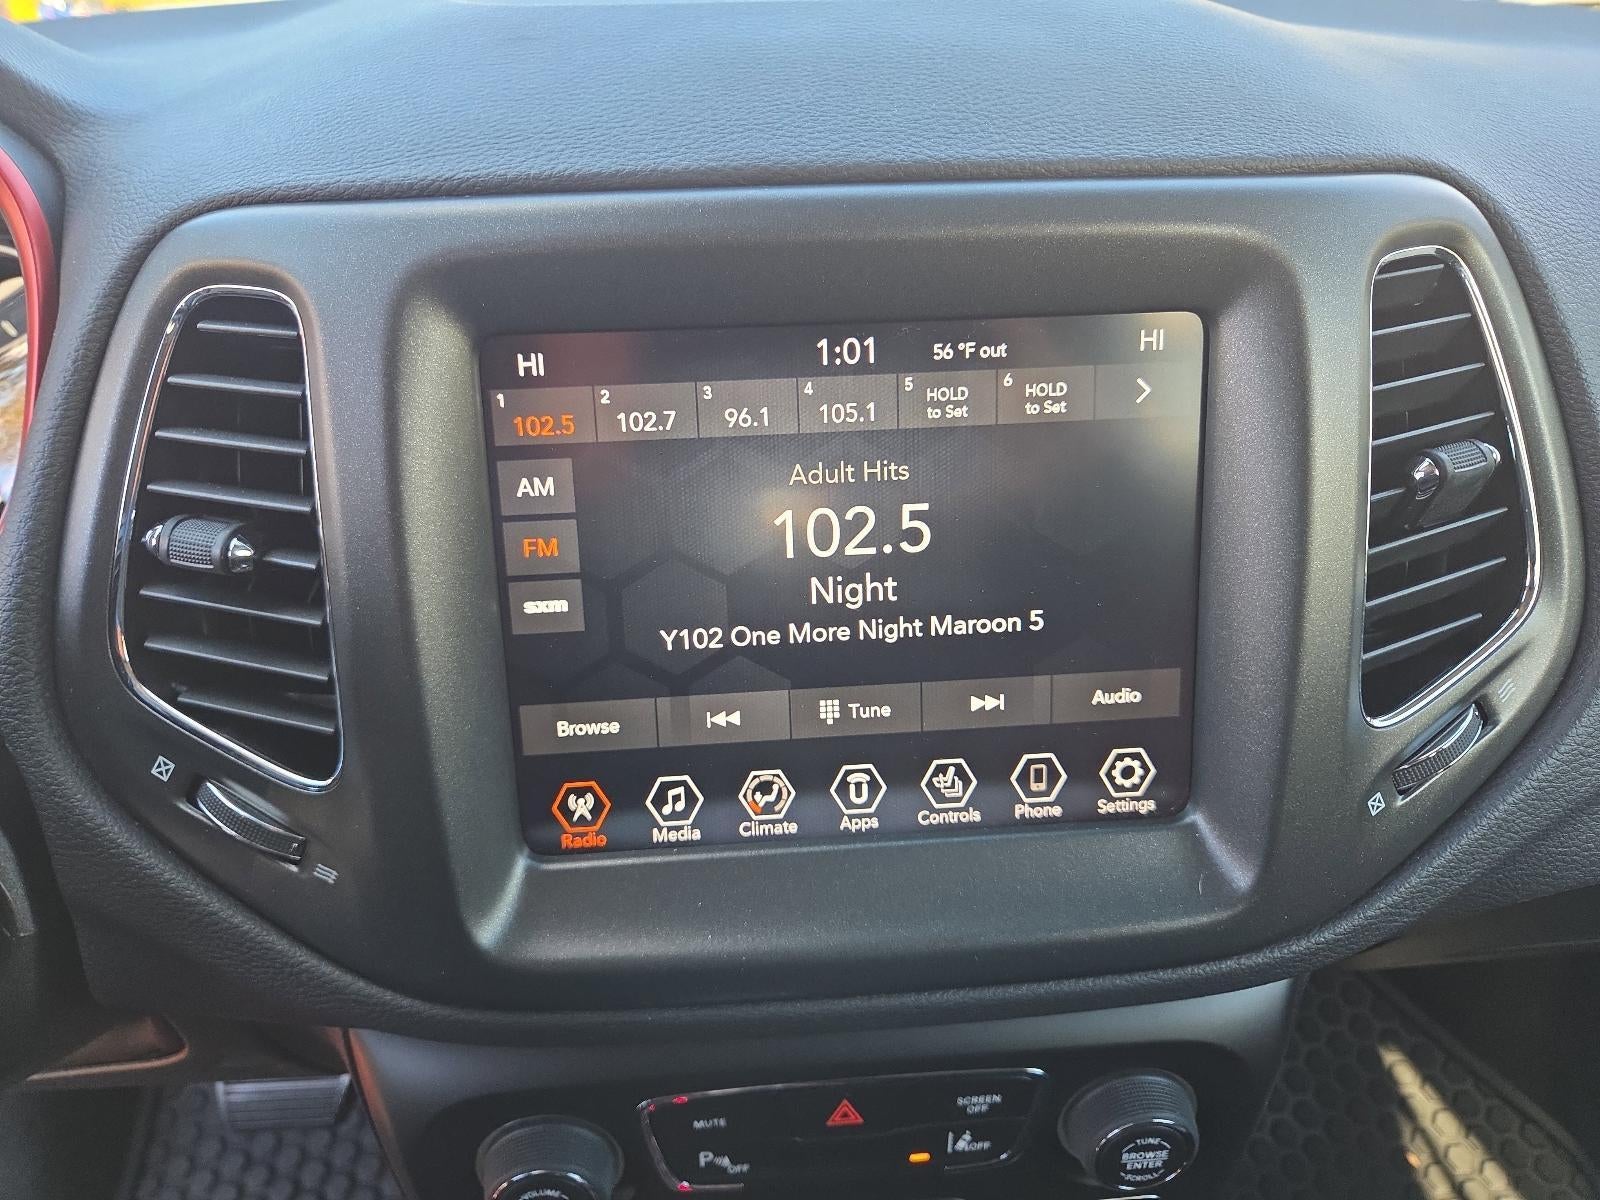 HI 1:01 56 °F out HI
1 102.5 2 102.7 3 96.1 4 105.1 5 HOLD to Set 6 HOLD to Set
AM
FM
sxm
Adult Hits
102.5
Night
Y102 One More Night Maroon 5
Browse Tune Audio
Radio Media Climate Apps Controls Phone Settings
MUTE
SCREEN
OFF
P OFF
OFF
VOLUME
TUNE
BROWSE
ENTER
SCROLL